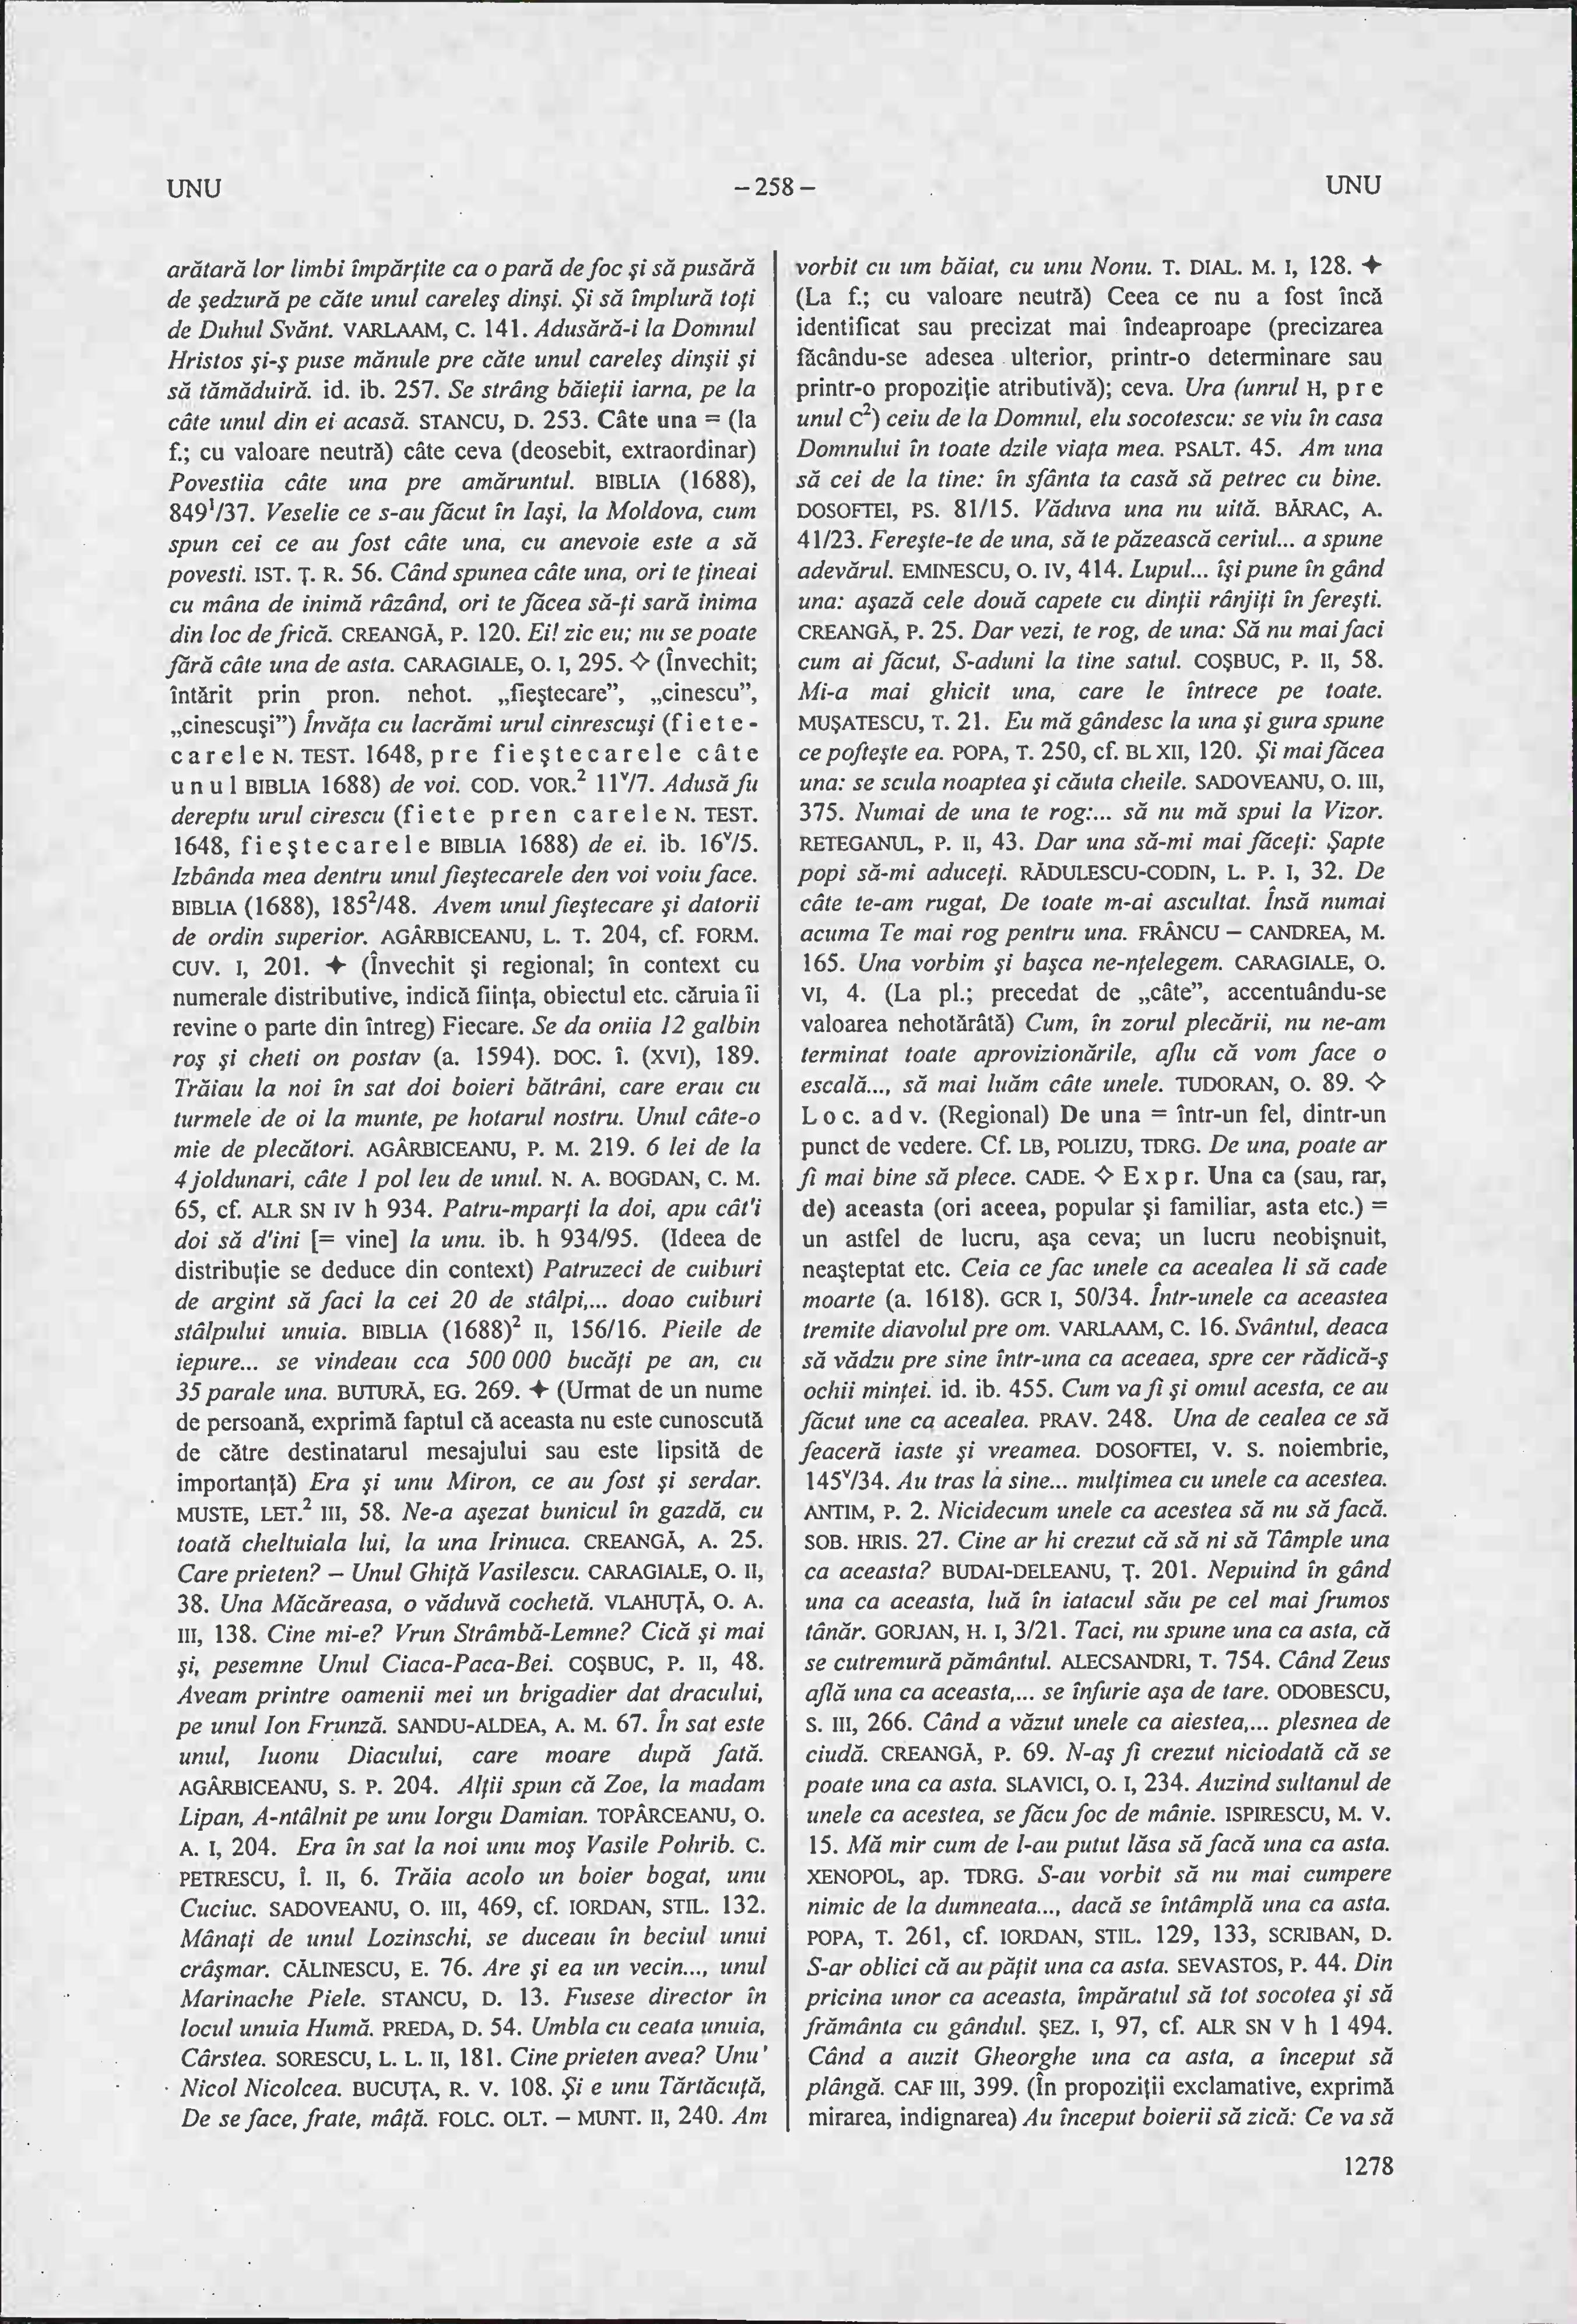 UNU
– 258 –
UNU
arătară lor limbi împărţite ca o pară de foc şi să pusără
de şedzură pe căte unul careleş dinşi. Şi să împlură toţi
de Duhul Svănt. VARLAAM, C. 141. Adusără-i la Domnul
Hristos şi-ş puse mănule pre căte unul careleş dinşii şi
să tămăduiră. id. ib. 257. Se strâng băieţii iarna, pe la
câte unul din ei acasă. STANCU, D. 253. Câte una = (la
f.; cu valoare neutră) câte ceva (deosebit, extraordinar)
Povestiia câte una pre amăruntul. BIBLIA (1688),
849¹/37. Veselie ce s-au făcut în Iaşi, la Moldova, cum
spun cei ce au fost câte una, cu anevoie este a să
povesti. IST. Ţ. R. 56. Când spunea câte una, ori te ţineai
cu mâna de inimă râzând, ori te făcea să-ţi sară inima
din loc de frică. CREANGĂ, P. 120. Ei! zic eu; nu se poate
fără câte una de asta. CARAGIALE, O. I, 295. ◇ (Învechit;
întărit prin pron. nehot. „fieştecare”, „cinescu”,
„cinescuşi”) Învăţa cu lacrămi urul cinrescuşi (f i e t e -
c a r e l e N. TEST. 1648, p r e f i e ş t e c a r e l e c â t e
u n u l BIBLIA 1688) de voi. COD. VOR.² 11ᵛ/7. Adusă fu
dereptu urul cirescu (f i e t e p r e n c a r e l e N. TEST.
1648, f i e ş t e c a r e l e BIBLIA 1688) de ei. ib. 16ᵛ/5.
Izbânda mea dentru unul fieştecarele den voi voiu face.
BIBLIA (1688), 185²/48. Avem unul fieştecare şi datorii
de ordin superior. AGÂRBICEANU, L. T. 204, cf. FORM.
CUV. I, 201. ✦ (Învechit şi regional; în context cu
numerale distributive, indică fiinţa, obiectul etc. căruia îi
revine o parte din întreg) Fiecare. Se da oniia 12 galbin
roş şi cheti on postav (a. 1594). DOC. Î. (XVI), 189.
Trăiau la noi în sat doi boieri bătrâni, care erau cu
turmele de oi la munte, pe hotarul nostru. Unul câte-o
mie de plecători. AGÂRBICEANU, P. M. 219. 6 lei de la
4 joldunari, câte 1 pol leu de unul. N. A. BOGDAN, C. M.
65, cf. ALR SN IV h 934. Patru-mparţi la doi, apu cât'i
doi să d'ini [= vine] la unu. ib. h 934/95. (Ideea de
distribuţie se deduce din context) Patruzeci de cuiburi
de argint să faci la cei 20 de stâlpi,... doao cuiburi
stâlpului unuia. BIBLIA (1688)² II, 156/16. Pieile de
iepure... se vindeau cca 500 000 bucăţi pe an, cu
35 parale una. BUTURĂ, EG. 269. ✦ (Urmat de un nume
de persoană, exprimă faptul că aceasta nu este cunoscută
de către destinatarul mesajului sau este lipsită de
importanţă) Era şi unu Miron, ce au fost şi serdar.
MUSTE, LET.² III, 58. Ne-a aşezat bunicul în gazdă, cu
toată cheltuiala lui, la una Irinuca. CREANGĂ, A. 25.
Care prieten? – Unul Ghiţă Vasilescu. CARAGIALE, O. II,
38. Una Măcăreasa, o văduvă cochetă. VLAHUŢĂ, O. A.
III, 138. Cine mi-e? Vrun Strâmbă-Lemne? Cică şi mai
şi, pesemne Unul Ciaca-Paca-Bei. COŞBUC, P. II, 48.
Aveam printre oamenii mei un brigadier dat dracului,
pe unul Ion Frunză. SANDU-ALDEA, A. M. 67. În sat este
unul, Iuonu Diacului, care moare după fată.
AGÂRBICEANU, S. P. 204. Alţii spun că Zoe, la madam
Lipan, A-ntâlnit pe unu Iorgu Damian. TOPÂRCEANU, O.
A. I, 204. Era în sat la noi unu moş Vasile Pohrib. C.
PETRESCU, Î. II, 6. Trăia acolo un boier bogat, unu
Cuciuc. SADOVEANU, O. III, 469, cf. IORDAN, STIL. 132.
Mânaţi de unul Lozinschi, se duceau în beciul unui
crâşmar. CĂLINESCU, E. 76. Are şi ea un vecin..., unul
Marinache Piele. STANCU, D. 13. Fusese director în
locul unuia Humă. PREDA, D. 54. Umbla cu ceata unuia,
Cârstea. SORESCU, L. L. II, 181. Cine prieten avea? Unu'
Nicol Nicolcea. BUCUŢA, R. V. 108. Şi e unu Tărtăcuţă,
De se face, frate, mâţă. FOLC. OLT. – MUNT. II, 240. Am
vorbit cu um băiat, cu unu Nonu. T. DIAL. M. I, 128. ✦
(La f.; cu valoare neutră) Ceea ce nu a fost încă
identificat sau precizat mai îndeaproape (precizarea
făcându-se adesea ulterior, printr-o determinare sau
printr-o propoziţie atributivă); ceva. Ura (unrul H, p r e
unul C²) ceiu de la Domnul, elu socotescu: se viu în casa
Domnului în toate dzile viaţa mea. PSALT. 45. Am una
să cei de la tine: în sfânta ta casă să petrec cu bine.
DOSOFTEI, PS. 81/15. Văduva una nu uită. BĂRAC, A.
41/23. Fereşte-te de una, să te păzească ceriul... a spune
adevărul. EMINESCU, O. IV, 414. Lupul... îşi pune în gând
una: aşază cele două capete cu dinţii rânjiţi în fereşti.
CREANGĂ, P. 25. Dar vezi, te rog, de una: Să nu mai faci
cum ai făcut, S-aduni la tine satul. COŞBUC, P. II, 58.
Mi-a mai ghicit una, care le întrece pe toate.
MUŞATESCU, T. 21. Eu mă gândesc la una şi gura spune
ce pofteşte ea. POPA, T. 250, cf. BL XII, 120. Şi mai făcea
una: se scula noaptea şi căuta cheile. SADOVEANU, O. III,
375. Numai de una te rog:... să nu mă spui la Vizor.
RETEGANUL, P. II, 43. Dar una să-mi mai faceţi: Şapte
popi să-mi aduceţi. RĂDULESCU-CODIN, L. P. I, 32. De
câte te-am rugat, De toate m-ai ascultat. Însă numai
acuma Te mai rog pentru una. FRÂNCU – CANDREA, M.
165. Una vorbim şi başca ne-nţelegem. CARAGIALE, O.
VI, 4. (La pl.; precedat de „câte”, accentuându-se
valoarea nehotărâtă) Cum, în zorul plecării, nu ne-am
terminat toate aprovizionările, aflu că vom face o
escală..., să mai luăm câte unele. TUDORAN, O. 89. ◇
L o c. a d v. (Regional) De una = într-un fel, dintr-un
punct de vedere. Cf. LB, POLIZU, TDRG. De una, poate ar
fi mai bine să plece. CADE. ◇ E x p r. Una ca (sau, rar,
de) aceasta (ori aceea, popular şi familiar, asta etc.) =
un astfel de lucru, aşa ceva; un lucru neobişnuit,
neaşteptat etc. Ceia ce fac unele ca acealea li să cade
moarte (a. 1618). GCR I, 50/34. Într-unele ca aceastea
tremite diavolul pre om. VARLAAM, C. 16. Svântul, deaca
să vădzu pre sine într-una ca aceaea, spre cer rădică-ş
ochii minţei. id. ib. 455. Cum va fi şi omul acesta, ce au
făcut une ca acealea. PRAV. 248. Una de cealea ce să
feaceră iaste şi vreamea. DOSOFTEI, V. S. noiembrie,
145ᵛ/34. Au tras la sine... mulţimea cu unele ca acestea.
ANTIM, P. 2. Nicidecum unele ca acestea să nu să facă.
SOB. HRIS. 27. Cine ar hi crezut că să ni să Tâmple una
ca aceasta? BUDAI-DELEANU, Ţ. 201. Nepuind în gând
una ca aceasta, luă în iatacul său pe cel mai frumos
tânăr. GORJAN, H. I, 3/21. Taci, nu spune una ca asta, că
se cutremură pământul. ALECSANDRI, T. 754. Când Zeus
află una ca aceasta,... se înfurie aşa de tare. ODOBESCU,
S. III, 266. Când a văzut unele ca aiestea,... plesnea de
ciudă. CREANGĂ, P. 69. N-aş fi crezut niciodată că se
poate una ca asta. SLAVICI, O. I, 234. Auzind sultanul de
unele ca acestea, se făcu foc de mânie. ISPIRESCU, M. V.
15. Mă mir cum de l-au putut lăsa să facă una ca asta.
XENOPOL, ap. TDRG. S-au vorbit să nu mai cumpere
nimic de la dumneata..., dacă se întâmplă una ca asta.
POPA, T. 261, cf. IORDAN, STIL. 129, 133, SCRIBAN, D.
S-ar oblici că au păţit una ca asta. SEVASTOS, P. 44. Din
pricina unor ca aceasta, împăratul să tot socotea şi să
frământa cu gândul. ŞEZ. I, 97, cf. ALR SN V h 1 494.
Când a auzit Gheorghe una ca asta, a început să
plângă. CAF III, 399. (În propoziţii exclamative, exprimă
mirarea, indignarea) Au început boierii să zică: Ce va să
1278